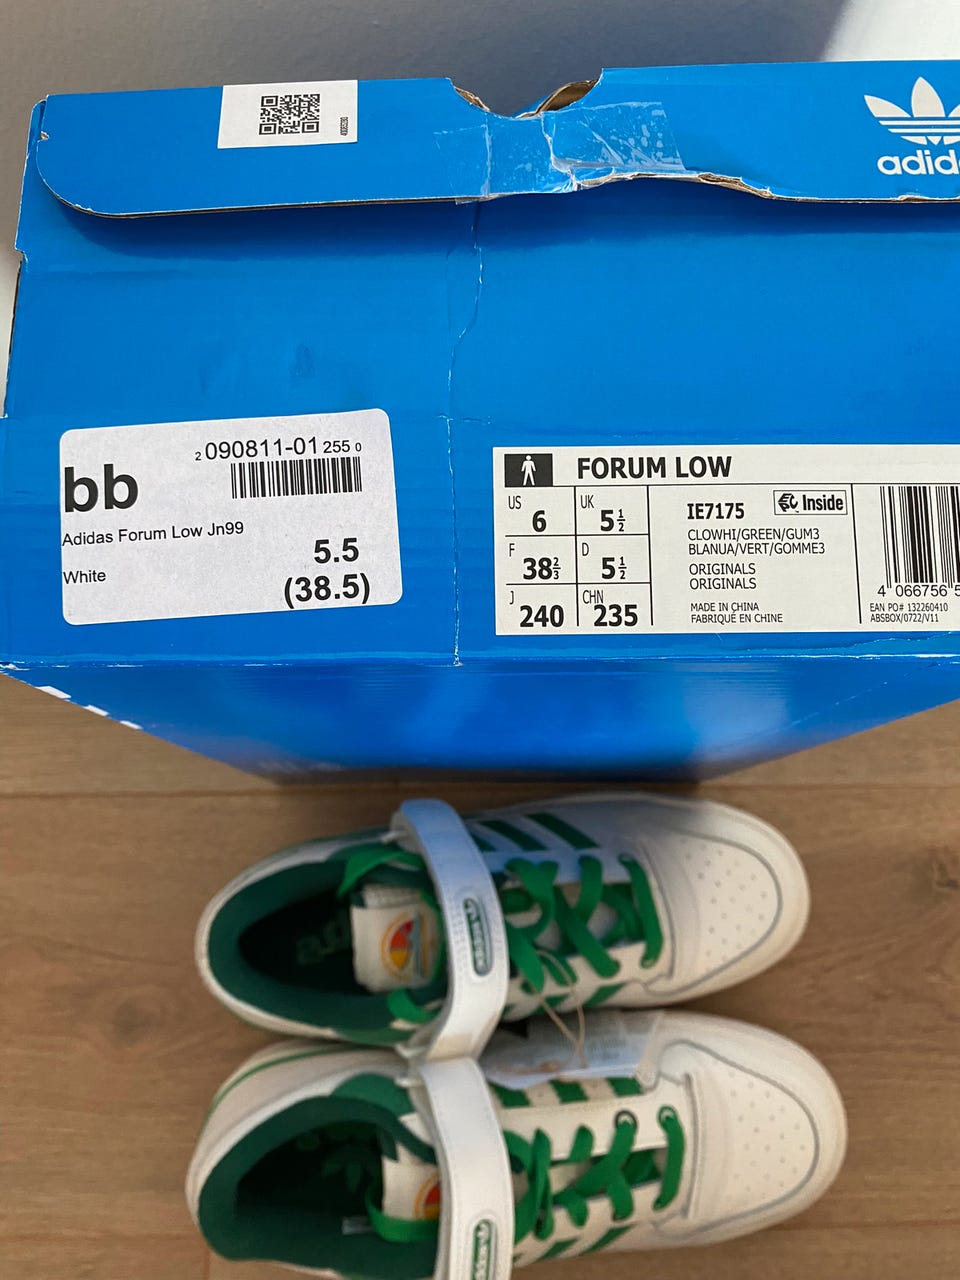 40085280
adid
2 090811-01 255 0
bb
Adidas Forum Low Jn99
5.5
White
(38.5)
FORUM LOW
US
6
UK
5½
F
38⅔
D
5½
J
240
CHN
235
IE7175
Inside
CLOWHI/GREEN/GUM3
BLANUA/VERT/GOMME3
ORIGINALS
ORIGINALS
MADE IN CHINA
FABRIQUÉ EN CHINE
4 066756 5
EAN PO# 132260410
ABSBOX/0722/V11